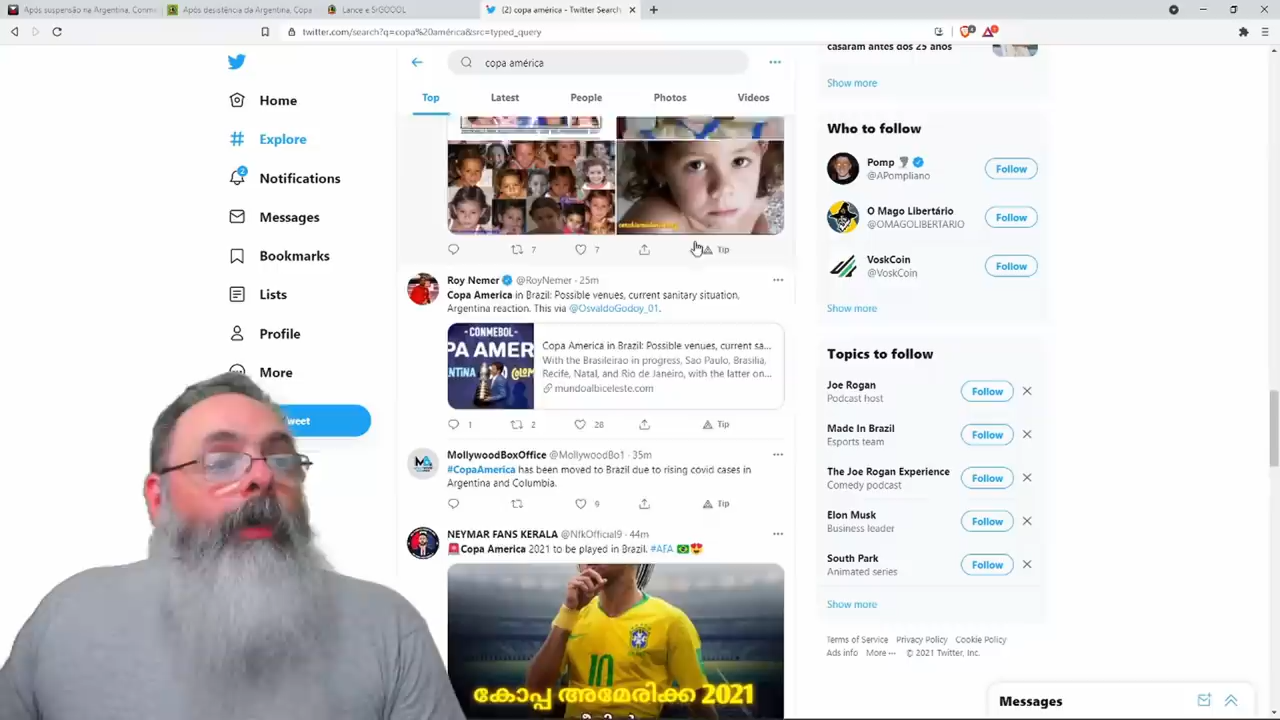 Após suspensão na Argentina, Conm
Após desistência da Argentina, Copa
Lance e SrGOOOL
(2) copa américa - Twitter Search
twitter.com/search?q=copa%20américa&src=typed_query
copa américa
Top
Latest
People
Photos
Videos
Home
Explore
2
Notifications
Messages
Bookmarks
Lists
Profile
More
Tweet
7
7
Tip
Roy Nemer @RoyNemer · 25m
Copa America in Brazil: Possible venues, current sanitary situation,
Argentina reaction. This via @OsvaldoGodoy_01.
-CONMEBOL-
PA AMER
NTINA
COLOM
Copa America in Brazil: Possible venues, current sa...
With the Brasileirao in progress, Sao Paulo, Brasilia,
Recife, Natal, and Rio de Janeiro, with the latter on...
mundoalbiceleste.com
1
2
28
Tip
MollywoodBoxOffice @MollywoodBo1 · 35m
#CopaAmerica has been moved to Brazil due to rising covid cases in
Argentina and Columbia.
9
Tip
NEYMAR FANS KERALA @NfkOfficial9 · 44m
🚨Copa America 2021 to be played in Brazil. #AFA 🇧🇷😍
10
കോപ്പ അമേരിക്ക 2021
casaram antes dos 25 anos
Show more
Who to follow
Pomp
@APompliano
Follow
O Mago Libertário
@OMAGOLIBERTARIO
Follow
VoskCoin
@VoskCoin
Follow
Show more
Topics to follow
Joe Rogan
Podcast host
Follow
Made In Brazil
Esports team
Follow
The Joe Rogan Experience
Comedy podcast
Follow
Elon Musk
Business leader
Follow
South Park
Animated series
Follow
Show more
Terms of Service Privacy Policy Cookie Policy
Ads info More ··· © 2021 Twitter, Inc.
Messages